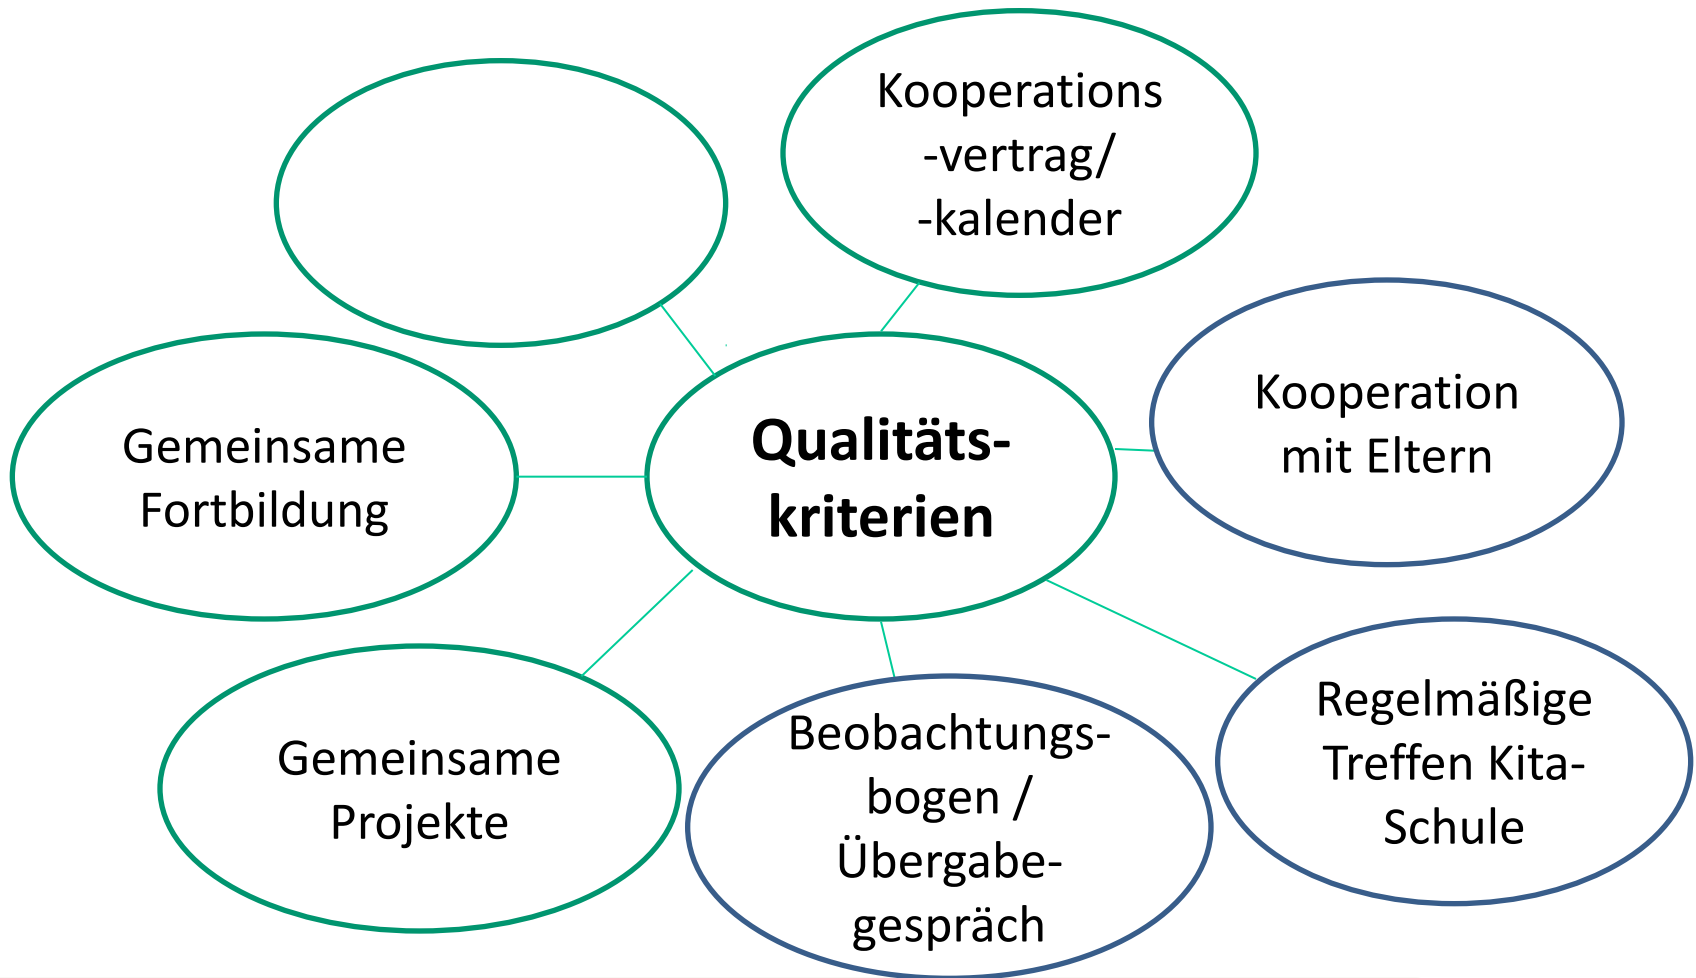 Kooperations
-vertrag/
-kalender
Kooperation
mit Eltern
Gemeinsame
Fortbildung
Qualitäts-
kriterien
Regelmäßige
Treffen Kita-
Schule
Beobachtungs-
bogen /
Übergabe-
gespräch
Gemeinsame
Projekte